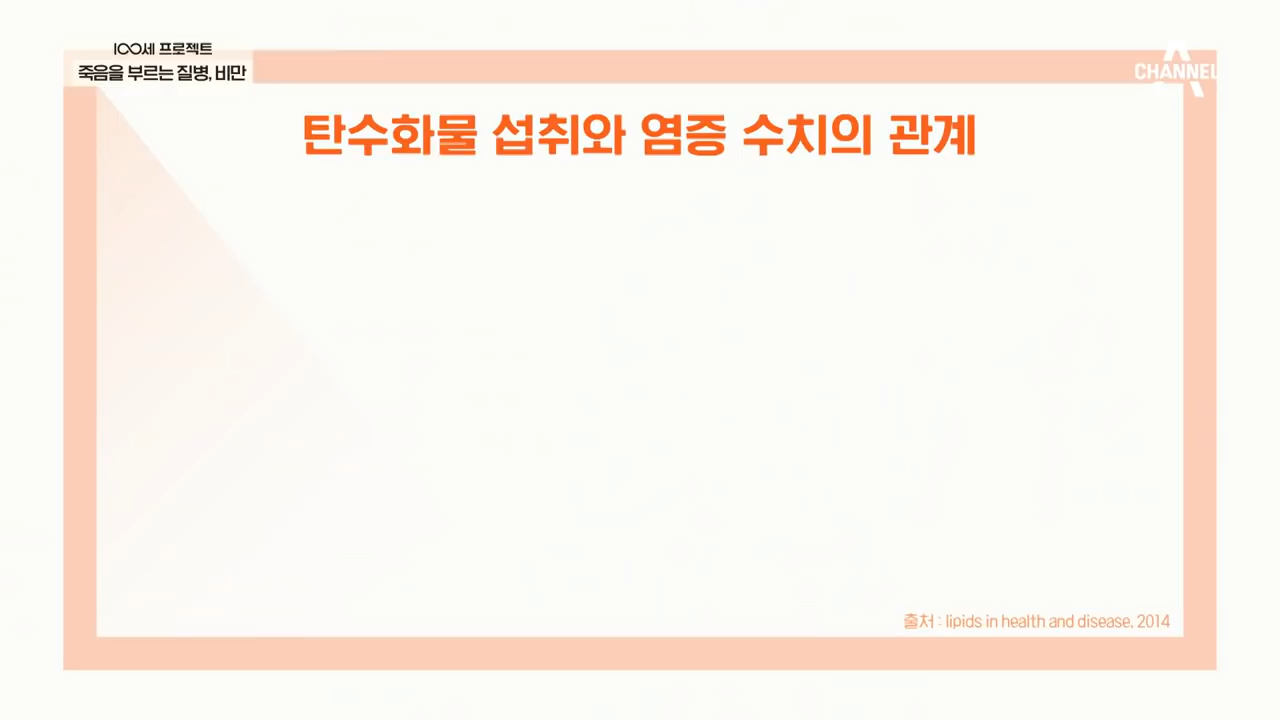 100세 프로젝트
죽음을 부르는 질병, 비만
CHANNEL A
탄수화물 섭취와 염증 수치의 관계
출처 : lipids in health and disease, 2014